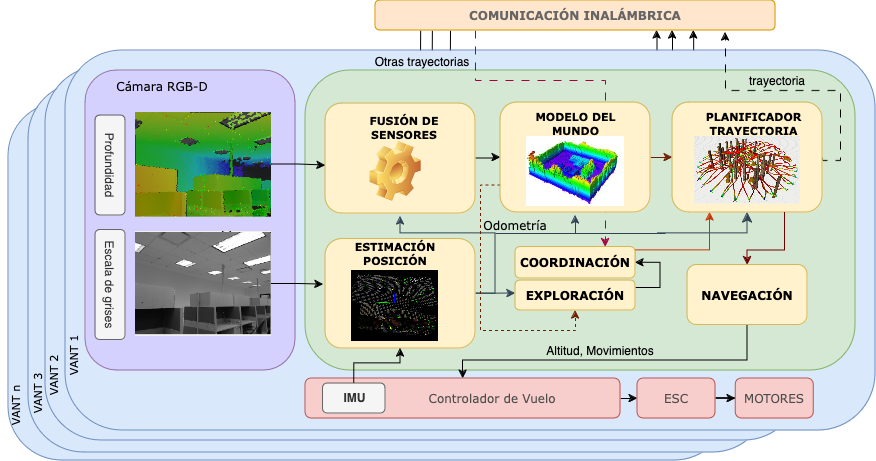 COMUNICACIÓN INALÁMBRICA
Otras trayectorias
trayectoria
Cámara RGB-D
Profundidad
Escala de grises
FUSIÓN DE
SENSORES
MODELO DEL
MUNDO
PLANIFICADOR
TRAYECTORIA
Odometría
ESTIMACIÓN
POSICIÓN
COORDINACIÓN
EXPLORACIÓN
NAVEGACIÓN
Altitud, Movimientos
IMU
Controlador de Vuelo
ESC
MOTORES
VANT 1
VANT 2
VANT 3
VANT n